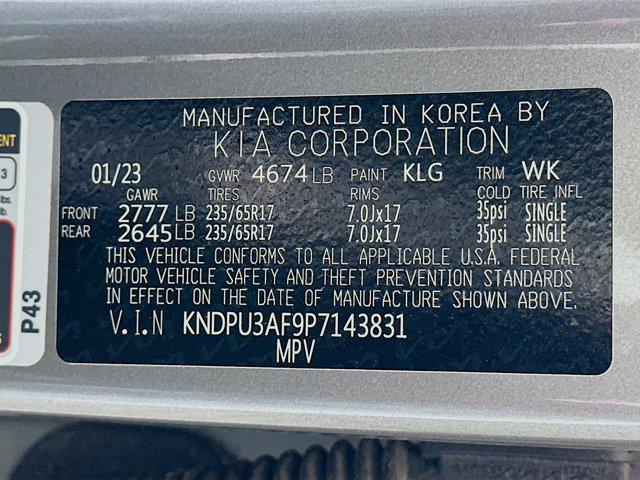 MANUFACTURED IN KOREA BY
KIA CORPORATION
01/23 GVWR 4674 LB PAINT KLG TRIM WK
GAWR TIRES RIMS COLD TIRE INFL
FRONT 2777 LB 235/65R17 7.0Jx17 35psi SINGLE
REAR 2645 LB 235/65R17 7.0Jx17 35psi SINGLE
THIS VEHICLE CONFORMS TO ALL APPLICABLE U.S.A. FEDERAL
MOTOR VEHICLE SAFETY AND THEFT PREVENTION STANDARDS
IN EFFECT ON THE DATE OF MANUFACTURE SHOWN ABOVE.
V.I.N KNDPU3AF9P7143831
MPV
P43